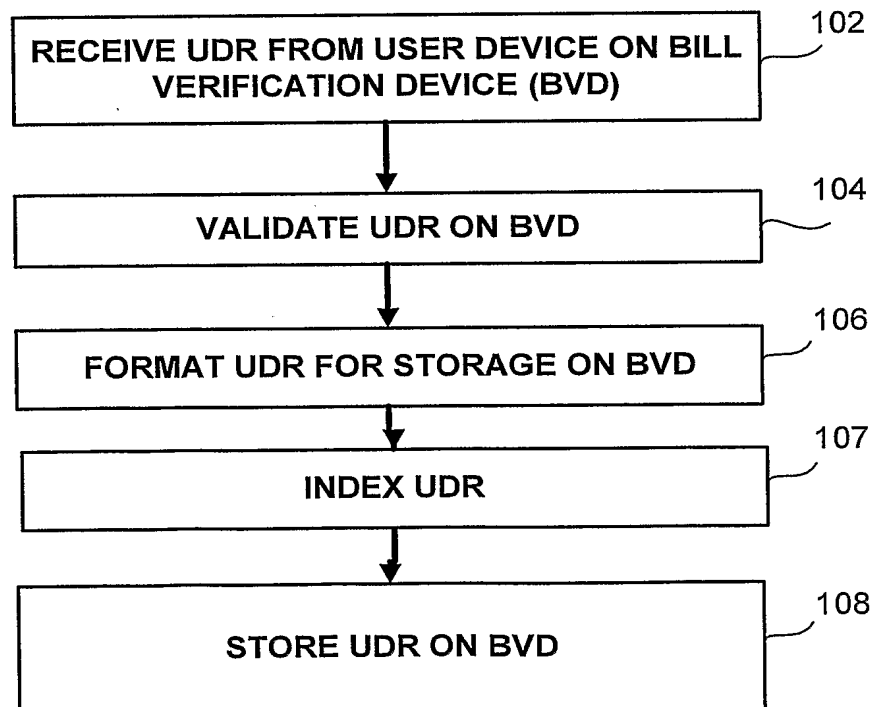 102
RECEIVE UDR FROM USER DEVICE ON BILL
VERIFICATION DEVICE (BVD)
104
VALIDATE UDR ON BVD
106
FORMAT UDR FOR STORAGE ON BVD
107
INDEX UDR
108
STORE UDR ON BVD